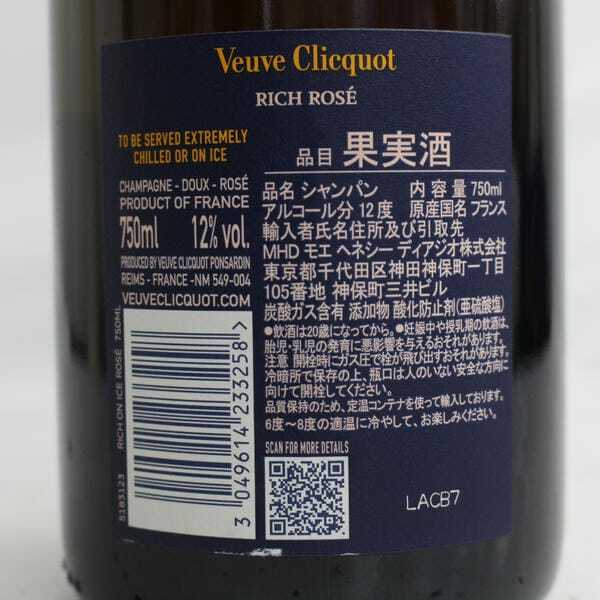 Veuve Clicquot
RICH ROSÉ
TO BE SERVED EXTREMELY
CHILLED OR ON ICE
CHAMPAGNE - DOUX - ROSÉ
PRODUCT OF FRANCE
750ml 12% vol.
PRODUCED BY VEUVE CLICQUOT PONSARDIN
REIMS - FRANCE - NM 549-004
VEUVECLICQUOT.COM
5183123 RICH ON ICE ROSÉ 750ML
3 049614 233258 >
品目 果実酒
品名 シャンパン 内容量 750ml
アルコール分 12度 原産国名 フランス
輸入者氏名住所及び引取先
MHD モエ ヘネシー ディアジオ株式会社
東京都千代田区神田神保町一丁目
105番地 神保町三井ビル
炭酸ガス含有 添加物 酸化防止剤(亜硫酸塩)
●飲酒は20歳になってから。●妊娠中や授乳期の飲酒は、
胎児・乳児の発育に悪影響を与えるおそれがあります。
注意 開栓時にガス圧で栓が飛び出すおそれがあります。
冷暗所で保存の上、瓶口は人のいない安全な方向に
向けて開栓してください。
品質保持のため、定温コンテナを使って輸入しております。
6度～8度の適温に冷やして、お楽しみください。
SCAN FOR MORE DETAILS
LACB7